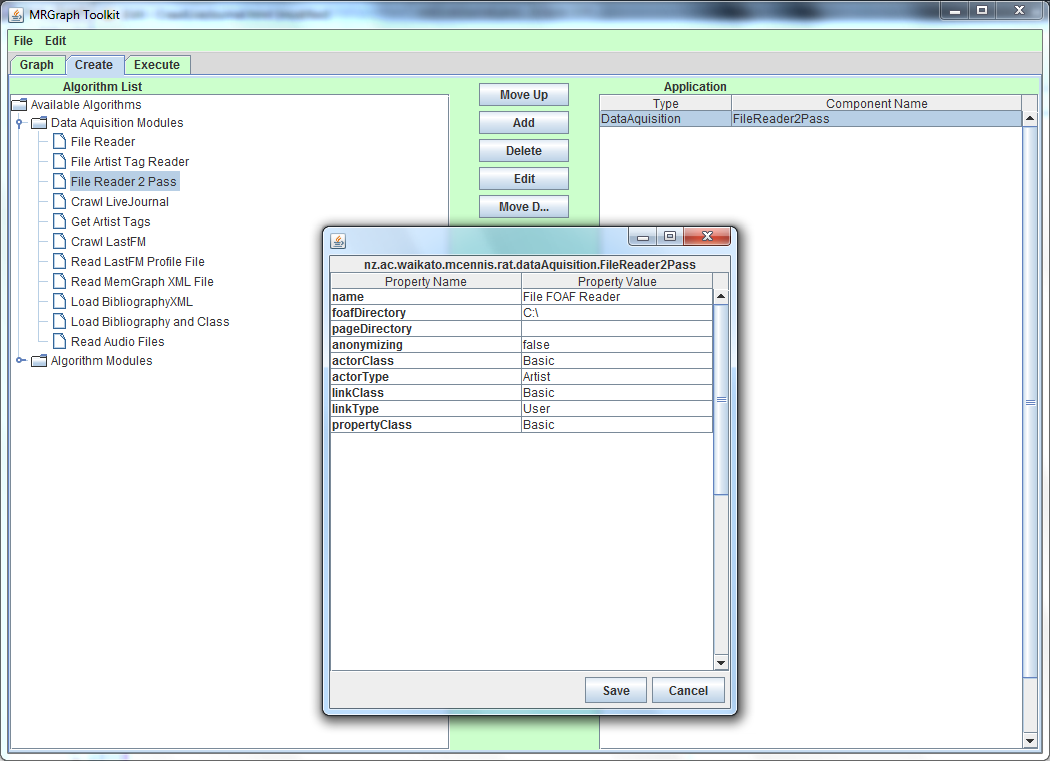 MRGraph Toolkit
File Edit
Graph Create Execute
Algorithm List
Available Algorithms
Data Aquisition Modules
File Reader
File Artist Tag Reader
File Reader 2 Pass
Crawl LiveJournal
Get Artist Tags
Crawl LastFM
Read LastFM Profile File
Read MemGraph XML File
Load BibliographyXML
Load Bibliography and Class
Read Audio Files
Algorithm Modules
Move Up
Add
Delete
Edit
Move D...
Application
Type Component Name
DataAquisition FileReader2Pass
nz.ac.waikato.mcennis.rat.dataAquisition.FileReader2Pass
Property Name Property Value
name File FOAF Reader
foafDirectory C:\
pageDirectory
anonymizing false
actorClass Basic
actorType Artist
linkClass Basic
linkType User
propertyClass Basic
Save Cancel